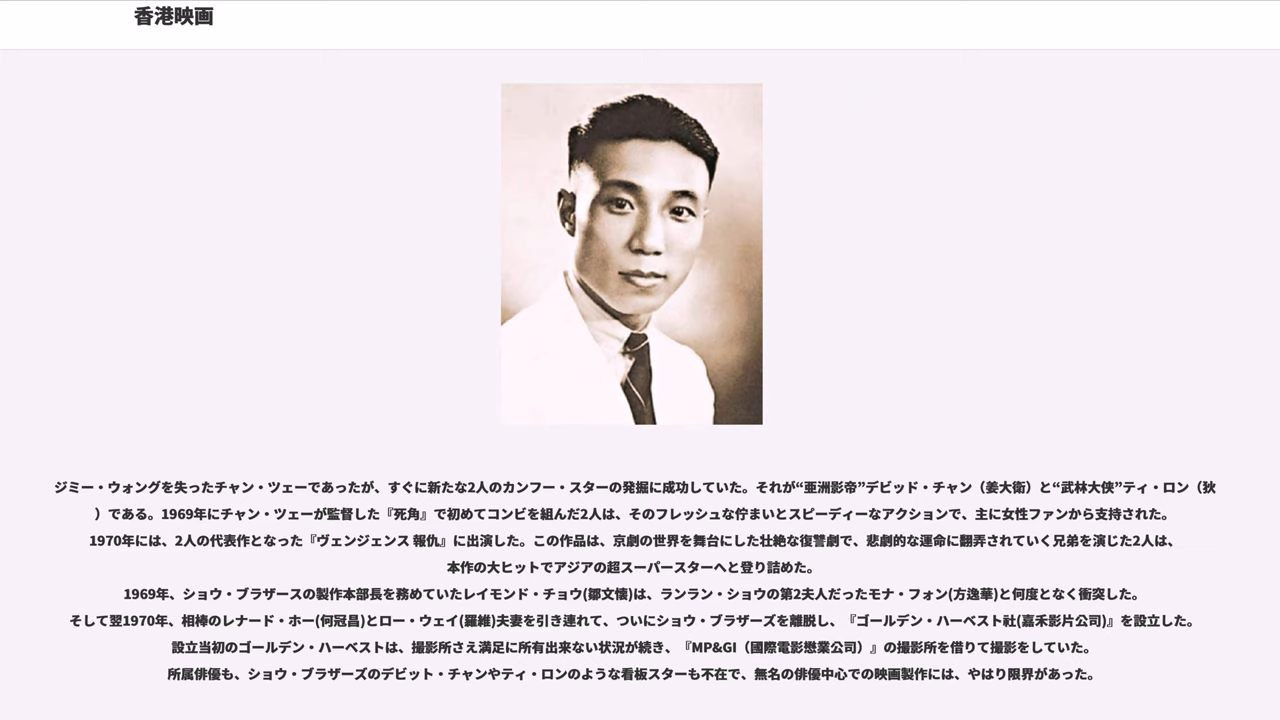 香港映画
ジミー・ウォングを失ったチャン・ツェーであったが、すぐに新たな2人のカンフー・スターの発掘に成功していた。それが“亜洲影帝”デビッド・チャン（姜大衛）と“武林大侠”ティ・ロン（狄
）である。1969年にチャン・ツェーが監督した『死角』で初めてコンビを組んだ2人は、そのフレッシュな佇まいとスピーディーなアクションで、主に女性ファンから支持された。
1970年には、2人の代表作となった『ヴェンジェンス 報仇』に出演した。この作品は、京劇の世界を舞台にした壮絶な復讐劇で、悲劇的な運命に翻弄されていく兄弟を演じた2人は、
本作の大ヒットでアジアの超スーパースターへと登り詰めた。
1969年、ショウ・ブラザースの製作本部長を務めていたレイモンド・チョウ(鄒文懐)は、ランラン・ショウの第2夫人だったモナ・フォン(方逸華)と何度となく衝突した。
そして翌1970年、相棒のレナード・ホー(何冠昌)とロー・ウェイ(羅維)夫妻を引き連れて、ついにショウ・ブラザーズを離脱し、『ゴールデン・ハーベスト社(嘉禾影片公司)』を設立した。
設立当初のゴールデン・ハーベストは、撮影所さえ満足に所有出来ない状況が続き、『MP&GI（國際電影懋業公司）』の撮影所を借りて撮影をしていた。
所属俳優も、ショウ・ブラザーズのデビット・チャンやティ・ロンのような看板スターも不在で、無名の俳優中心での映画製作には、やはり限界があった。